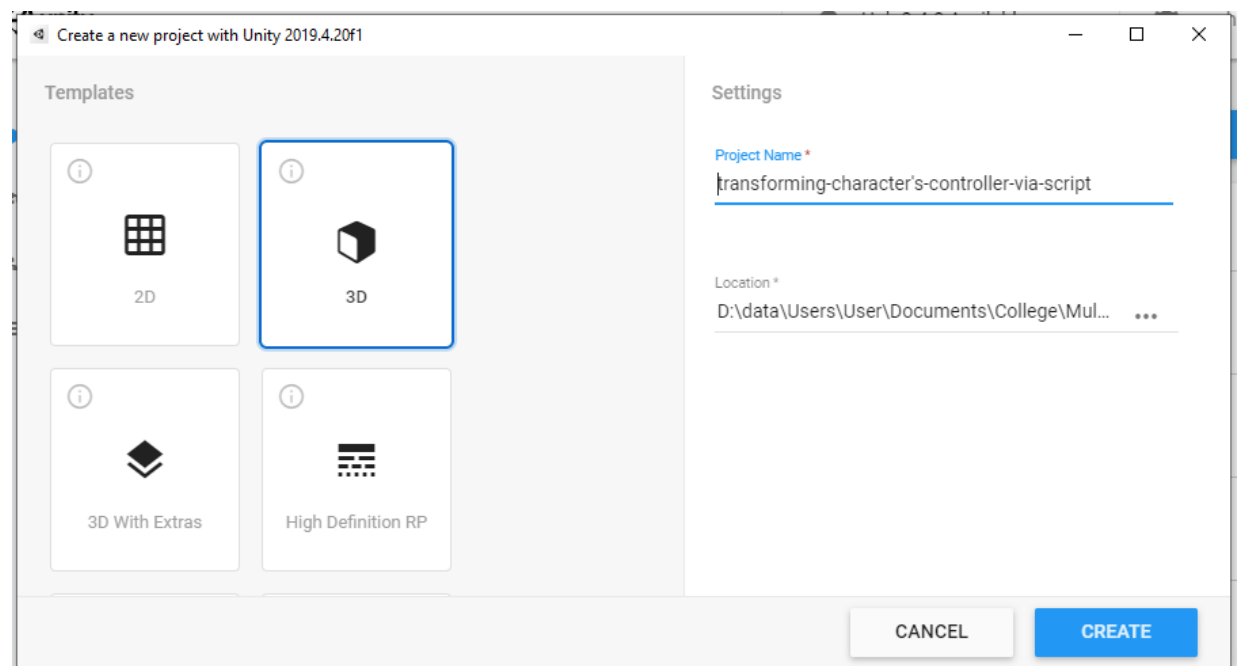 Create a new project with Unity 2019.4.20f1
Templates
2D
3D
3D With Extras
High Definition RP
Settings
Project Name *
transforming-character's-controller-via-script
Location *
D:\data\Users\User\Documents\College\Mul... •••
CANCEL
CREATE